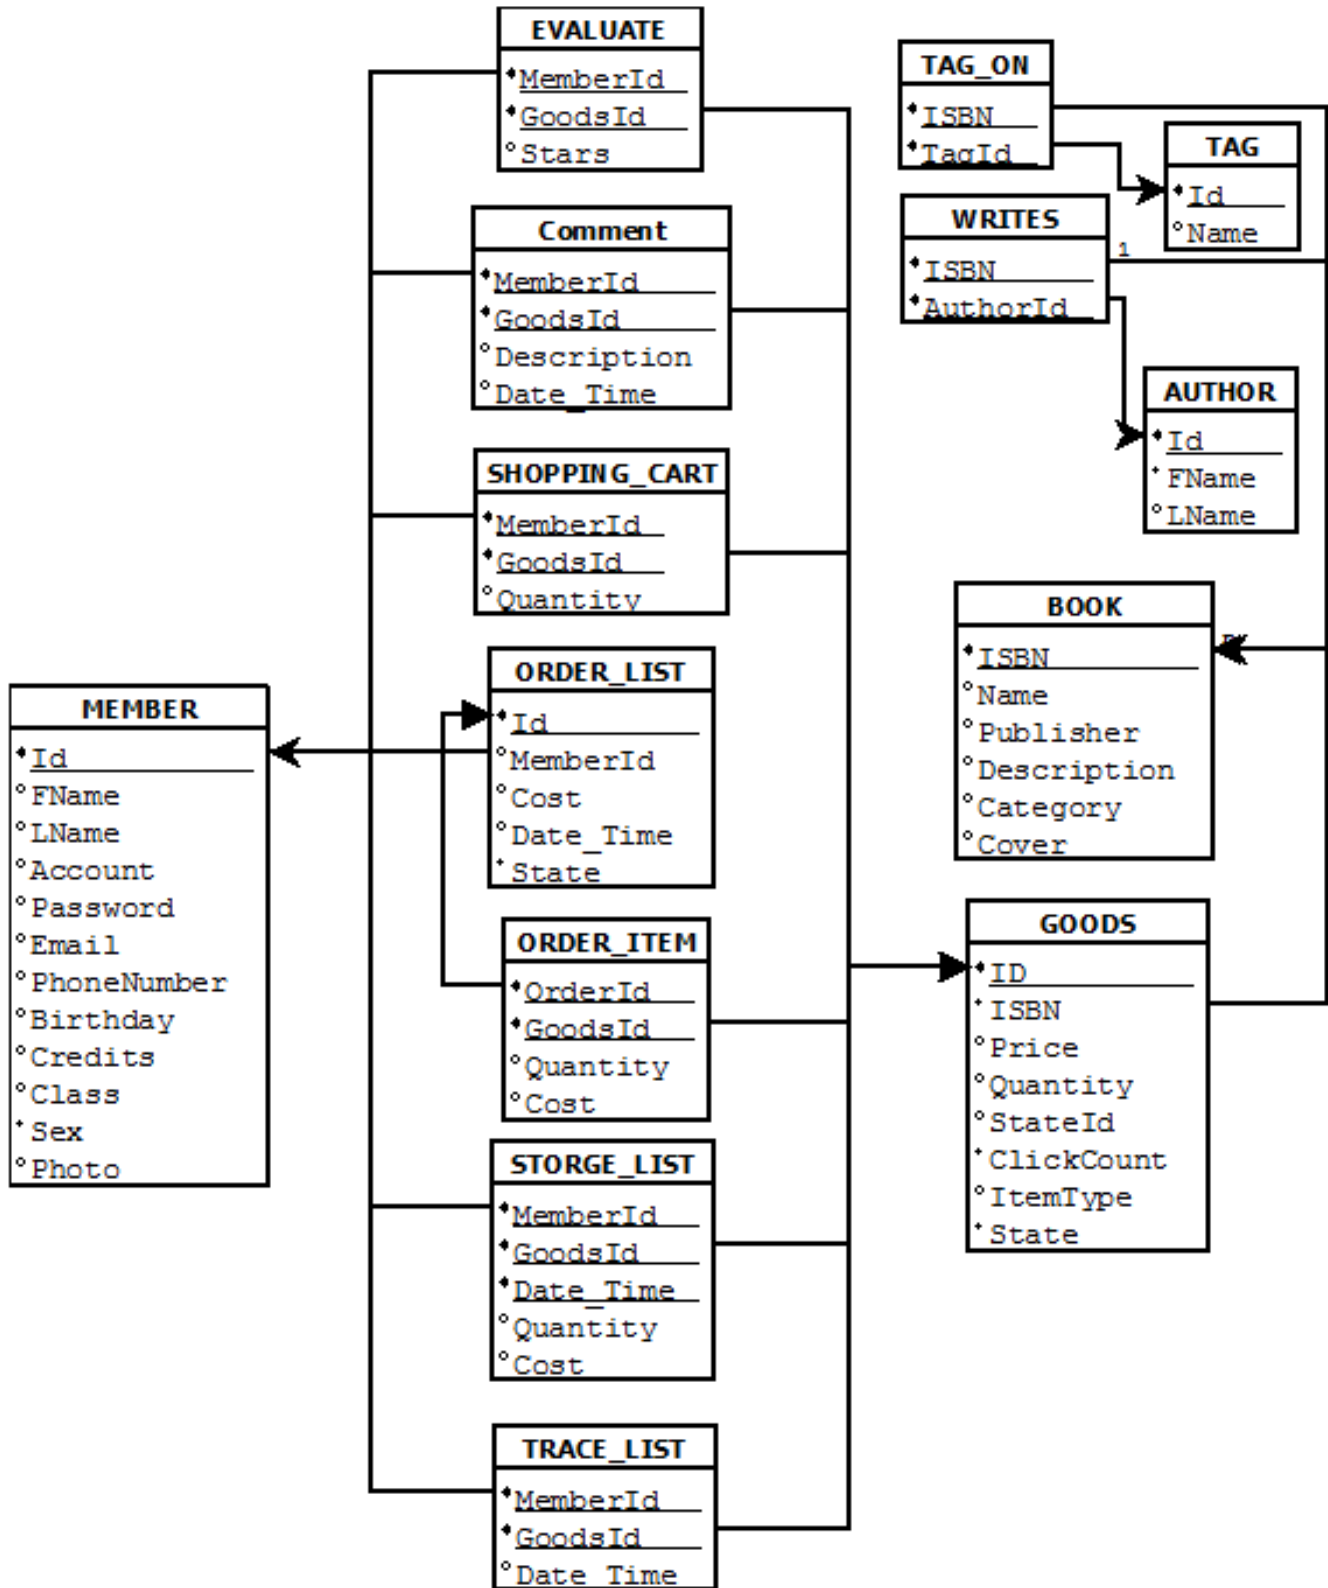 EVALUATE
MemberId
GoodsId
Stars
Comment
MemberId
GoodsId
Description
Date_Time
SHOPPING_CART
MemberId
GoodsId
Quantity
ORDER_LIST
Id
MemberId
Cost
Date_Time
State
MEMBER
Id
FName
LName
Account
Password
Email
PhoneNumber
Birthday
Credits
Class
Sex
Photo
ORDER_ITEM
OrderId
GoodsId
Quantity
Cost
STORGE_LIST
MemberId
GoodsId
Date_Time
Quantity
Cost
TRACE_LIST
MemberId
GoodsId
Date_Time
TAG_ON
ISBN
TagId
TAG
Id
Name
WRITES
ISBN
AuthorId
1
AUTHOR
Id
FName
LName
BOOK
ISBN
Name
Publisher
Description
Category
Cover
GOODS
ID
ISBN
Price
Quantity
StateId
ClickCount
ItemType
State